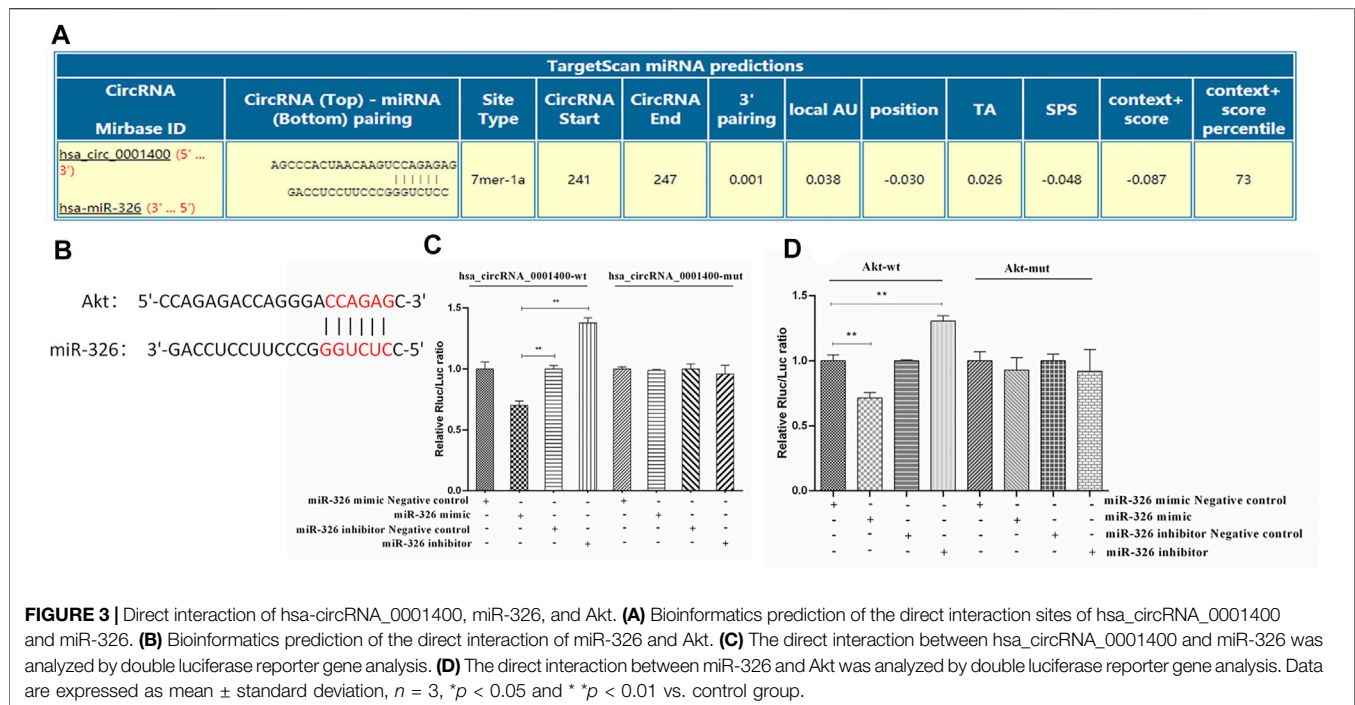 A
TargetScan miRNA predictions
CircRNA
Mirbase ID
CircRNA (Top) - miRNA
(Bottom) pairing
Site
Type
CircRNA
Start
CircRNA
End
3'
pairing
local AU
position
TA
SPS
context+
score
context+
score
percentile
hsa_circ_0001400 (5' ...
3')
hsa-miR-326 (3' ... 5')
AGCCCACUAACAAGUCCAGAGAG
||||||
GACCUCCUUCCCGGGUCUCC
7mer-1a
241
247
0.001
0.038
-0.030
0.026
-0.048
-0.087
73
B
Akt: 5'-CCAGAGACCAGGGACCAGAGC-3'
||||||
miR-326: 3'-GACCUCCUUCCCGGGUCUCC-5'
C
hsa_circRNA_0001400-wt hsa_circRNA_0001400-mut
** **
Relative Rluc/Luc ratio
1.5
1.0
0.5
0.0
miR-326 mimic Negative control + - - - + - - -
miR-326 mimic - + - - - + - -
miR-326 inhibitor Negative control - - + - - - + -
miR-326 inhibitor - - - + - - - +
D
Akt-wt Akt-mut
** **
Relative Rluc/Luc ratio
1.5
1.0
0.5
0.0
+ - - - + - - - miR-326 mimic Negative control
- + - - - + - - miR-326 mimic
- - + - - - + - miR-326 inhibitor Negative control
- - - + - - - + miR-326 inhibitor
FIGURE 3 | Direct interaction of hsa-circRNA_0001400, miR-326, and Akt. (A) Bioinformatics prediction of the direct interaction sites of hsa_circRNA_0001400
and miR-326. (B) Bioinformatics prediction of the direct interaction of miR-326 and Akt. (C) The direct interaction between hsa_circRNA_0001400 and miR-326 was
analyzed by double luciferase reporter gene analysis. (D) The direct interaction between miR-326 and Akt was analyzed by double luciferase reporter gene analysis. Data
are expressed as mean ± standard deviation, n = 3, *p < 0.05 and * *p < 0.01 vs. control group.